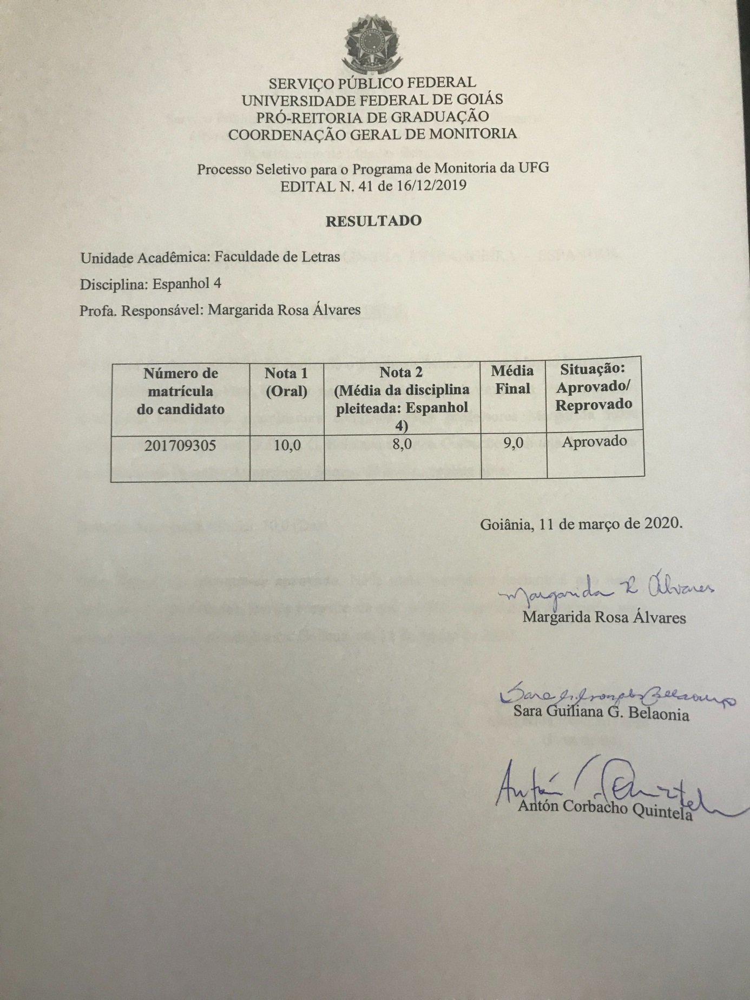 SERVIÇO PÚBLICO FEDERAL
UNIVERSIDADE FEDERAL DE GOIÁS
PRÓ-REITORIA DE GRADUAÇÃO
COORDENAÇÃO GERAL DE MONITORIA
Processo Seletivo para o Programa de Monitoria da UFG
EDITAL N. 41 de 16/12/2019
RESULTADO
Unidade Acadêmica: Faculdade de Letras
Disciplina: Espanhol 4
Profa. Responsável: Margarida Rosa Álvares
Número de
matrícula
do candidato
Nota 1
(Oral)
Nota 2
(Média da disciplina
pleiteada: Espanhol
4)
Média
Final
Situação:
Aprovado/
Reprovado
201709305
10,0
8,0
9,0
Aprovado
Goiânia, 11 de março de 2020.
Margarida R Álvares
Margarida Rosa Álvares
Sara
Sara Guiliana G. Belaonia
Antón
Antón Corbacho Quintela